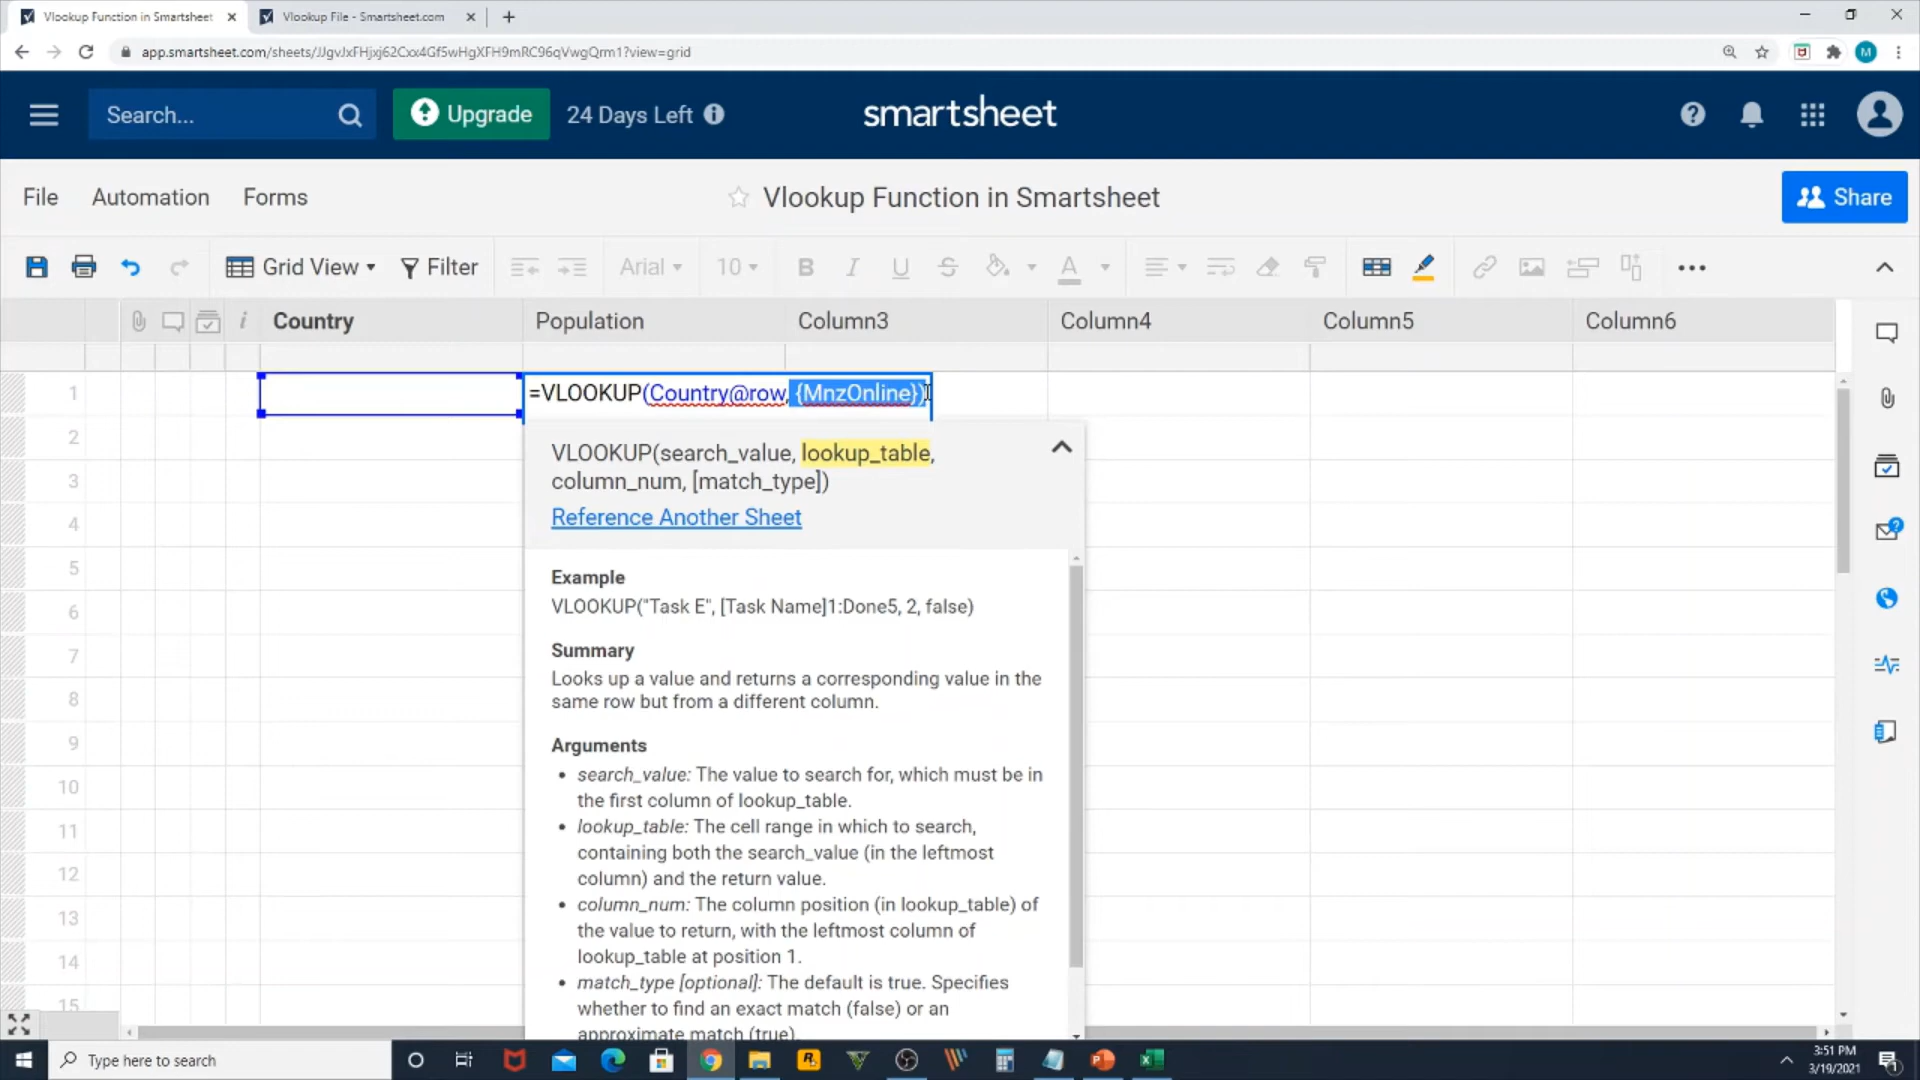 Vlookup Function in Smartsheet
Vlookup File - Smartsheet.com
app.smartsheet.com/sheets/JJgvJxFHjxj62Cxx4Gf5wHgXFH9mRC96qVwgQrm1?view=grid
M
Search...
Upgrade
24 Days Left
smartsheet
File
Automation
Forms
Vlookup Function in Smartsheet
Share
Grid View
Filter
Arial
10
B
I
U
S
A
i
Country
Population
Column3
Column4
Column5
Column6
1
=VLOOKUP(Country@row, {MnzOnline})
2
3
4
5
6
7
8
9
10
11
12
13
14
15
VLOOKUP(search_value, lookup_table,
column_num, [match_type])
Reference Another Sheet
Example
VLOOKUP("Task E", [Task Name]1:Done5, 2, false)
Summary
Looks up a value and returns a corresponding value in the
same row but from a different column.
Arguments
• search_value: The value to search for, which must be in
the first column of lookup_table.
• lookup_table: The cell range in which to search,
containing both the search_value (in the leftmost
column) and the return value.
• column_num: The column position (in lookup_table) of
the value to return, with the leftmost column of
lookup_table at position 1.
• match_type [optional]: The default is true. Specifies
whether to find an exact match (false) or an
approximate match (true).
Type here to search
3:51 PM
3/19/2021
1